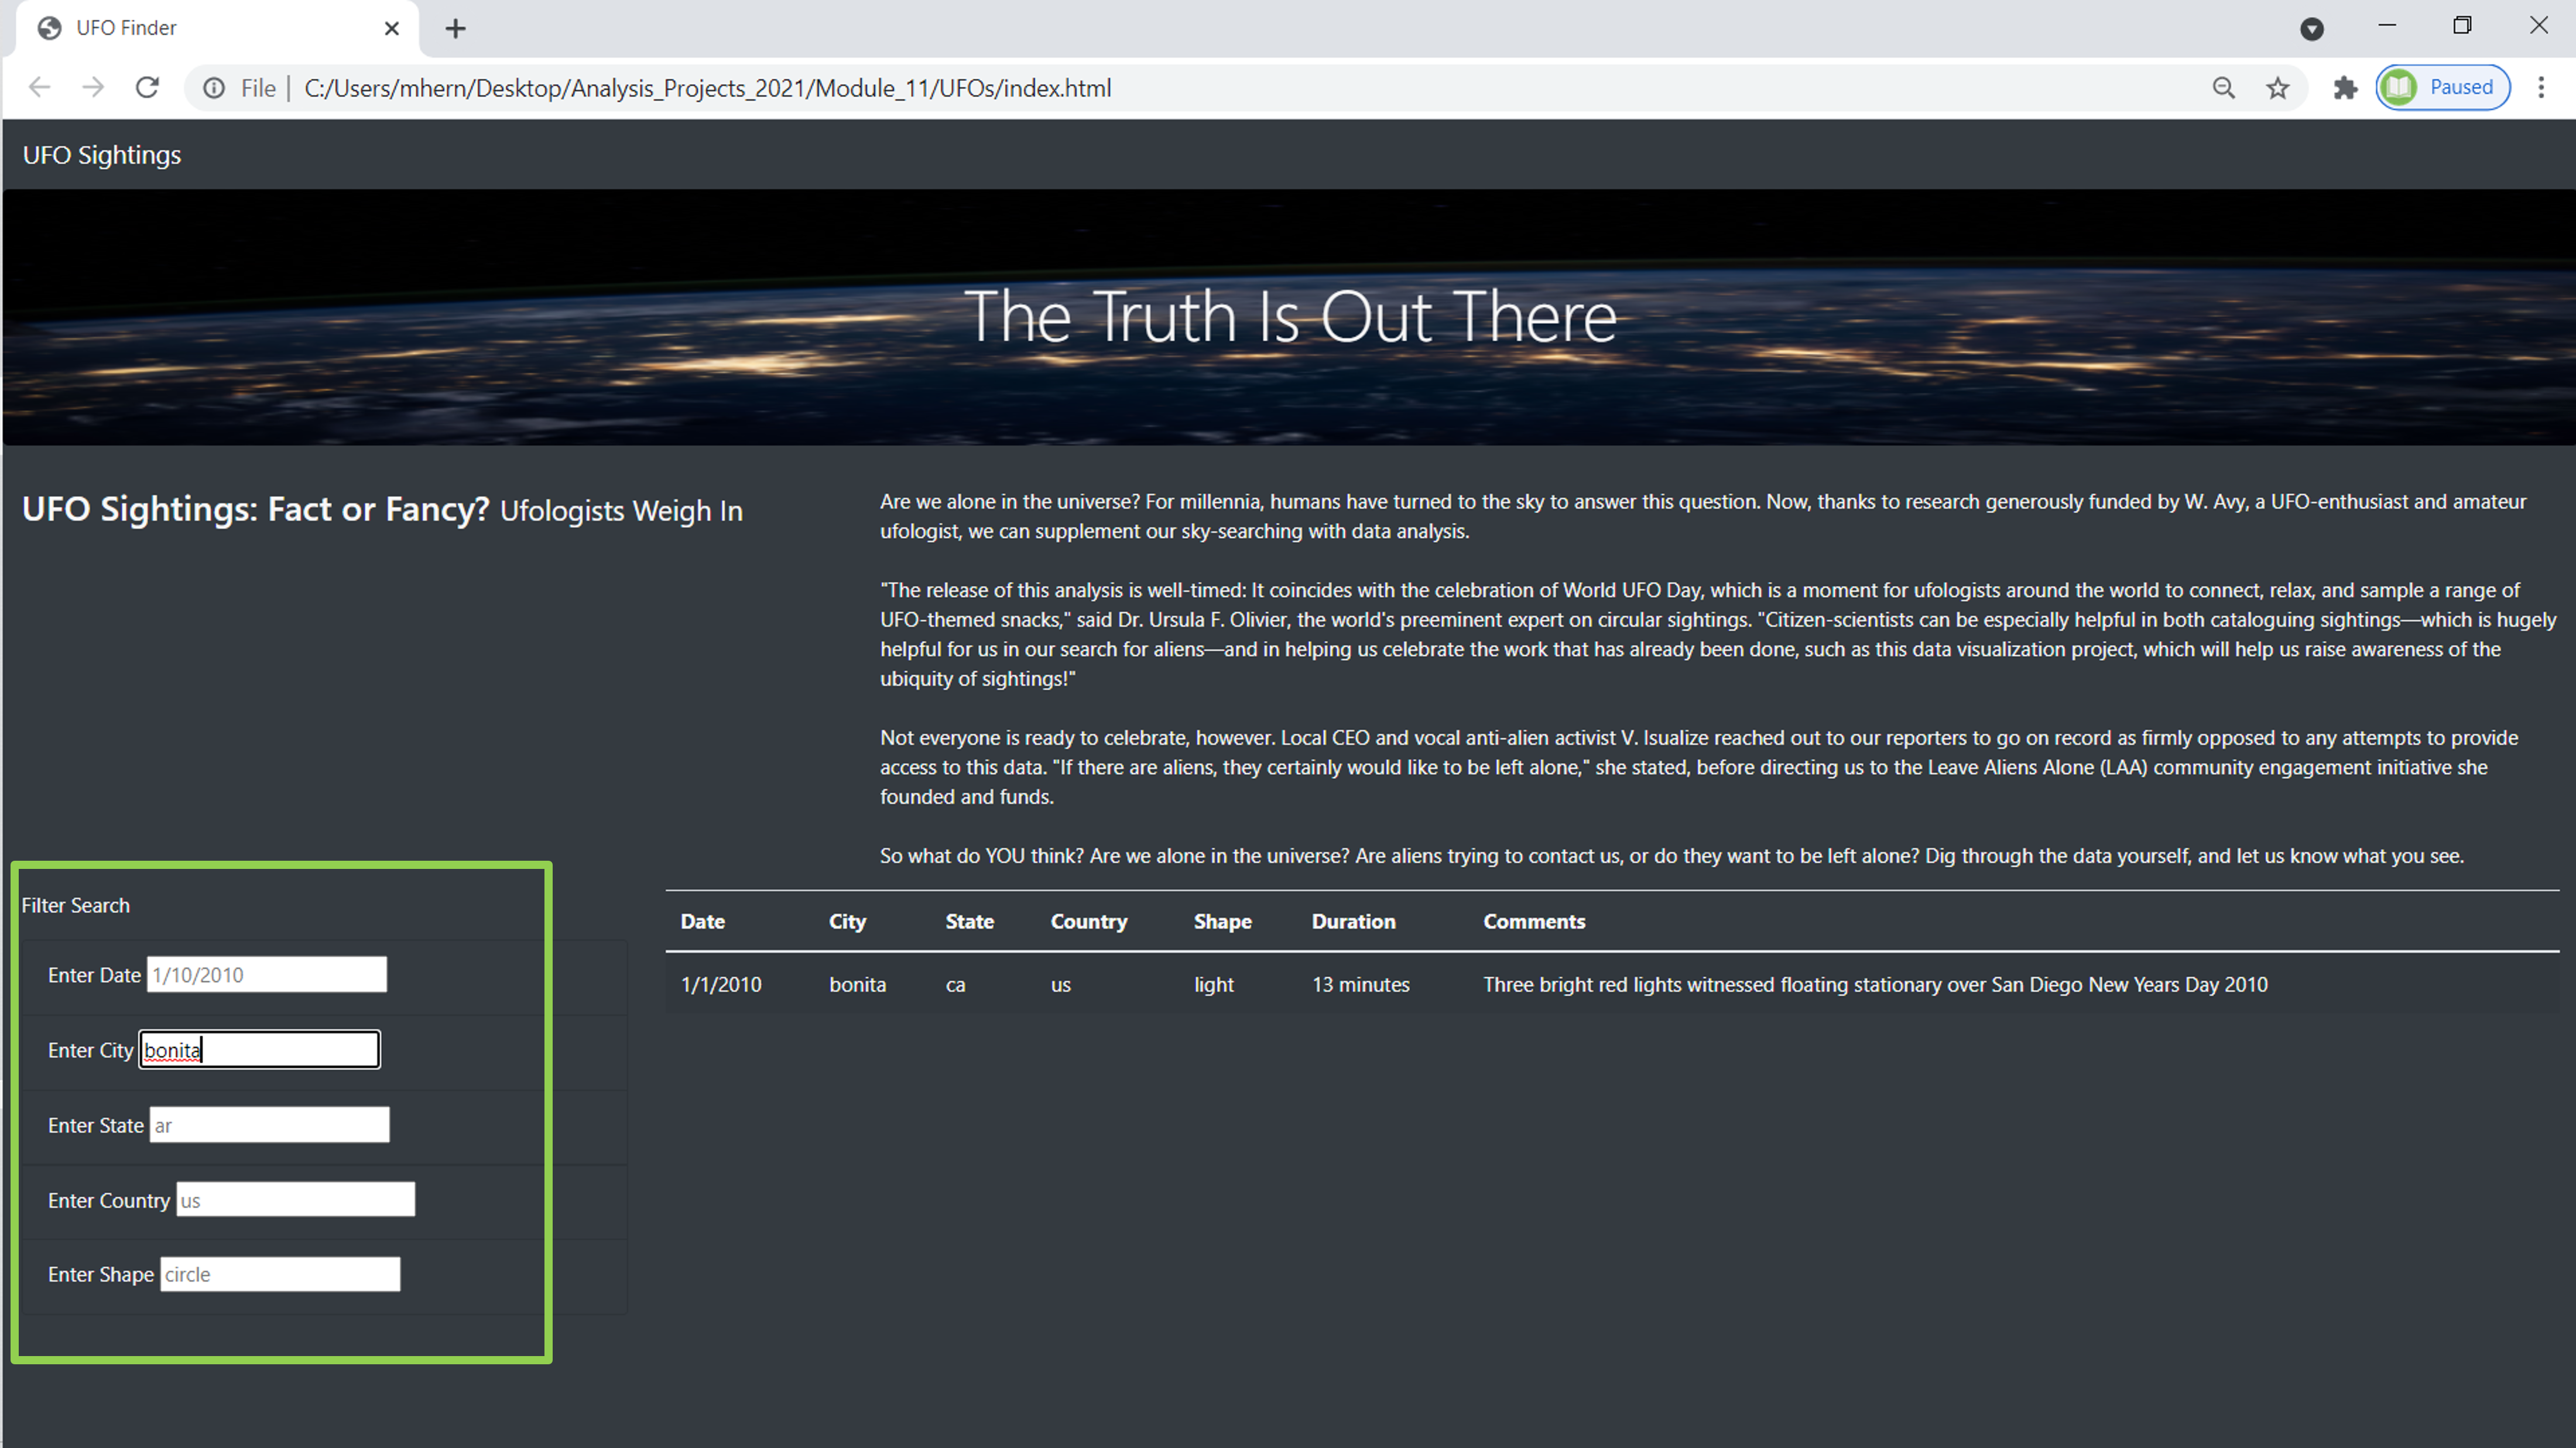 UFO Finder
File | C:/Users/mhern/Desktop/Analysis_Projects_2021/Module_11/UFOs/index.html
Paused
UFO Sightings
The Truth Is Out There
UFO Sightings: Fact or Fancy? Ufologists Weigh In
Are we alone in the universe? For millennia, humans have turned to the sky to answer this question. Now, thanks to research generously funded by W. Avy, a UFO-enthusiast and amateur
ufologist, we can supplement our sky-searching with data analysis.
"The release of this analysis is well-timed: It coincides with the celebration of World UFO Day, which is a moment for ufologists around the world to connect, relax, and sample a range of
UFO-themed snacks," said Dr. Ursula F. Olivier, the world's preeminent expert on circular sightings. "Citizen-scientists can be especially helpful in both cataloguing sightings—which is hugely
helpful for us in our search for aliens—and in helping us celebrate the work that has already been done, such as this data visualization project, which will help us raise awareness of the
ubiquity of sightings!"
Not everyone is ready to celebrate, however. Local CEO and vocal anti-alien activist V. Isualize reached out to our reporters to go on record as firmly opposed to any attempts to provide
access to this data. "If there are aliens, they certainly would like to be left alone," she stated, before directing us to the Leave Aliens Alone (LAA) community engagement initiative she
founded and funds.
So what do YOU think? Are we alone in the universe? Are aliens trying to contact us, or do they want to be left alone? Dig through the data yourself, and let us know what you see.
Filter Search
Enter Date 1/10/2010
Enter City bonita
Enter State ar
Enter Country us
Enter Shape circle
Date City State Country Shape Duration Comments
1/1/2010 bonita ca us light 13 minutes Three bright red lights witnessed floating stationary over San Diego New Years Day 2010